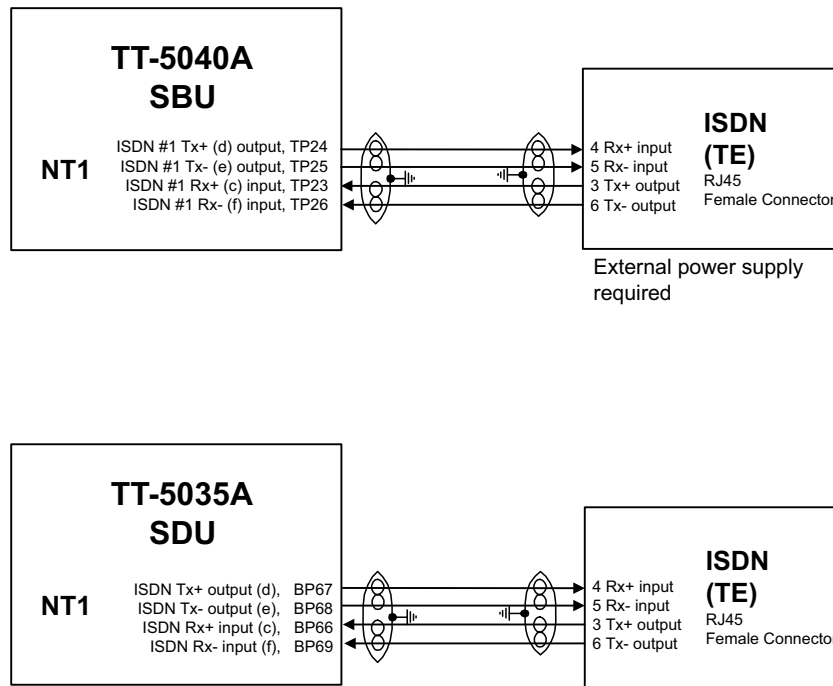 TT-5040A
SBU
NT1
ISDN #1 Tx+ (d) output, TP24
ISDN #1 Tx- (e) output, TP25
ISDN #1 Rx+ (c) input, TP23
ISDN #1 Rx- (f) input, TP26
4 Rx+ input
5 Rx- input
3 Tx+ output
6 Tx- output
ISDN
(TE)
RJ45
Female Connector
External power supply
required
TT-5035A
SDU
NT1
ISDN Tx+ output (d), BP67
ISDN Tx- output (e), BP68
ISDN Rx+ input (c), BP66
ISDN Rx- input (f), BP69
4 Rx+ input
5 Rx- input
3 Tx+ output
6 Tx- output
ISDN
(TE)
RJ45
Female Connector